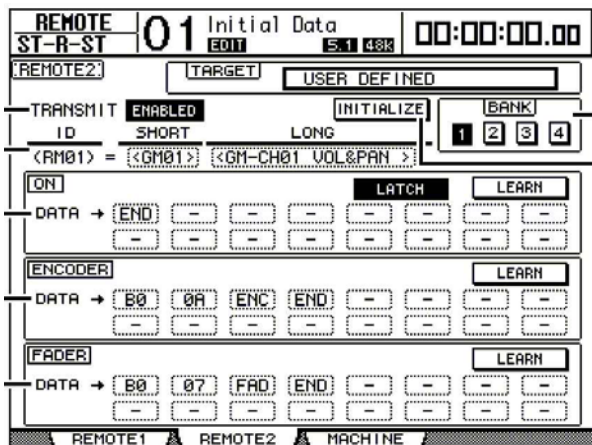 REMOTE
ST-R-ST
01 Initial Data
EDIT 5.1 48K
00:00:00.00
REMOTE2
TARGET USER DEFINED
TRANSMIT ENABLED INITIALIZE BANK
1 2 3 4
ID SHORT LONG
(RM01) = <GM01> <GM-CH01 VOL&PAN >
ON LATCH LEARN
DATA → END - - - - - - -
- - - - - - - -
ENCODER LEARN
DATA → B0 0A ENC END - - - -
- - - - - - - -
FADER LEARN
DATA → B0 07 FAD END - - - -
- - - - - - - -
REMOTE1 REMOTE2 MACHINE